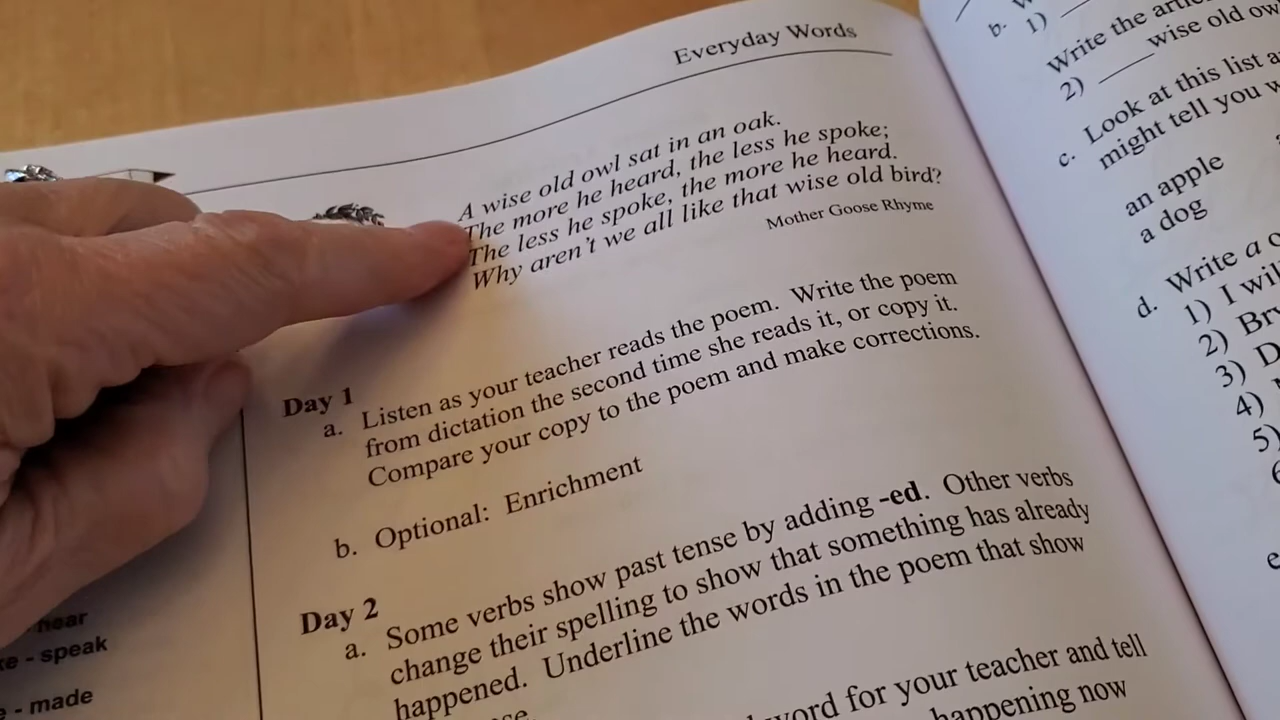 Everyday Words
A wise old owl sat in an oak.
The more he heard, the less he spoke;
The less he spoke, the more he heard.
Why aren't we all like that wise old bird?
Mother Goose Rhyme
Day 1
a. Listen as your teacher reads the poem. Write the poem
from dictation the second time she reads it, or copy it.
Compare your copy to the poem and make corrections.
b. Optional: Enrichment
Day 2
a. Some verbs show past tense by adding -ed. Other verbs
change their spelling to show that something has already
happened. Underline the words in the poem that show
word for your teacher and tell
happening now
hear
- speak
- made
b.
1)
Write the
2) ____ wise old
c. Look at this list
might tell you
an apple
a dog
d. Write a
1) I
2)
3)
4)
5)